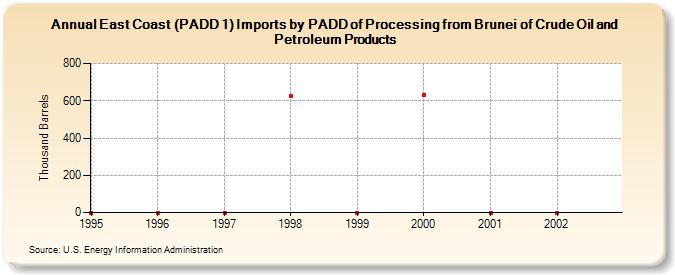 Annual East Coast (PADD 1) Imports by PADD of Processing from Brunei of Crude Oil and
Petroleum Products
Thousand Barrels
800
600
400
200
0
1995 1996 1997 1998 1999 2000 2001 2002
Source: U.S. Energy Information Administration